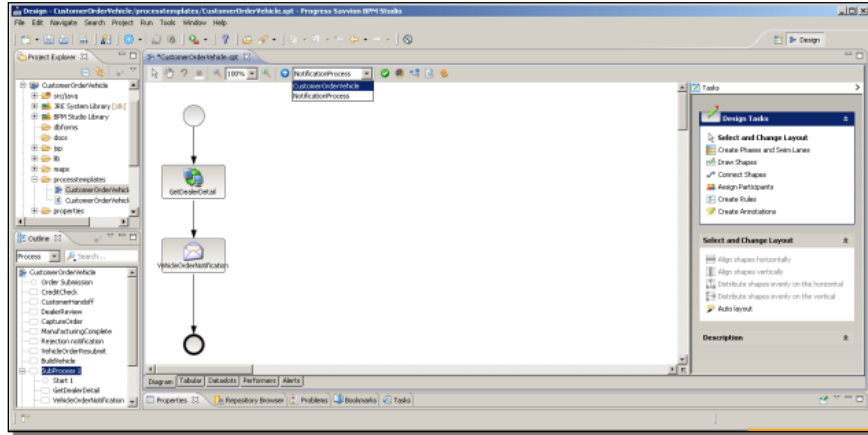 Design - CustomerOrderVehicle/processtemplates/CustomerOrderVehicle.spt - Progress Savvion BPM Studio
File Edit Navigate Search Project Run Tools Window Help
Design
Project Explorer
*CustomerOrderVehicle.spt
100%
NotificationProcess
CustomerOrderVehicle
NotificationProcess
CustomerOrderVehicle
src/java
JRE System Library [jdk]
BPM Studio Library
dbforms
docs
jsp
lib
maps
processtemplates
CustomerOrderVehicl
CustomerOrderVehicl
properties
GetDealerDetail
VehicleOrderNotification
Tasks
Design Tasks
Select and Change Layout
Create Phases and Swim Lanes
Draw Shapes
Connect Shapes
Assign Participants
Create Rules
Create Annotations
Select and Change Layout
Align shapes horizontally
Align shapes vertically
Distribute shapes evenly on the horizontal
Distribute shapes evenly on the vertical
Auto layout
Description
Outline
Process
Search...
CustomerOrderVehicle
Order Submission
CreditCheck
CustomerHandoff
DealerReview
CaptureOrder
ManufacturingComplete
Rejection notification
VehicleOrderResubmit
BuildVehicle
SubProcess 1
Start 1
GetDealerDetail
VehicleOrderNotification
Diagram Tabular Dataslots Performers Alerts
Properties Repository Browser Problems Bookmarks Tasks